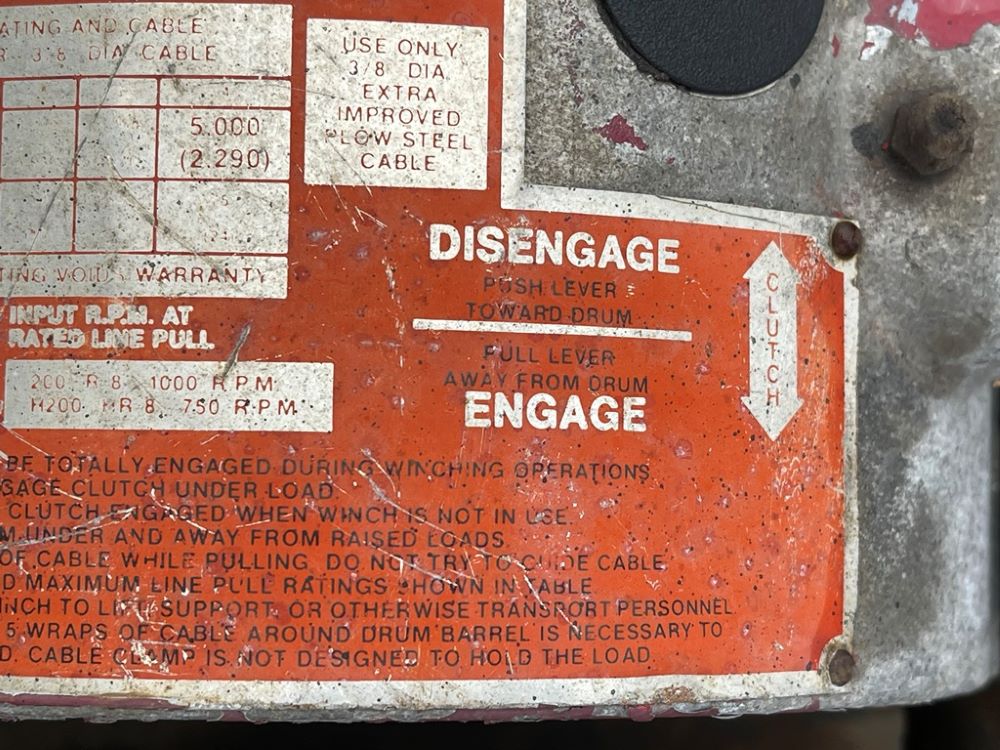 ATING AND CABLE
3/8 DIA CABLE
USE ONLY
3/8 DIA
EXTRA
IMPROVED
PLOW STEEL
CABLE
5.000
(2.290)
WARRANTY
INPUT R.P.M. AT
RATED LINE PULL
200 R-8 1000 R.P.M
H200 HR-8 750 R.P.M
DISENGAGE
PUSH LEVER
TOWARD DRUM
PULL LEVER
AWAY FROM DRUM
ENGAGE
CLUTCH
BE TOTALLY ENGAGED DURING WINCHING OPERATIONS
GAGE CLUTCH UNDER LOAD
CLUTCH ENGAGED WHEN WINCH IS NOT IN USE.
M UNDER AND AWAY FROM RAISED LOADS
OF CABLE WHILE PULLING. DO NOT TRY TO GUIDE CABLE
D MAXIMUM LINE PULL RATINGS SHOWN IN TABLE
INCH TO LIFT, SUPPORT OR OTHERWISE TRANSPORT PERSONNEL
5 WRAPS OF CABLE AROUND DRUM BARREL IS NECESSARY TO
D. CABLE CLAMP IS NOT DESIGNED TO HOLD THE LOAD